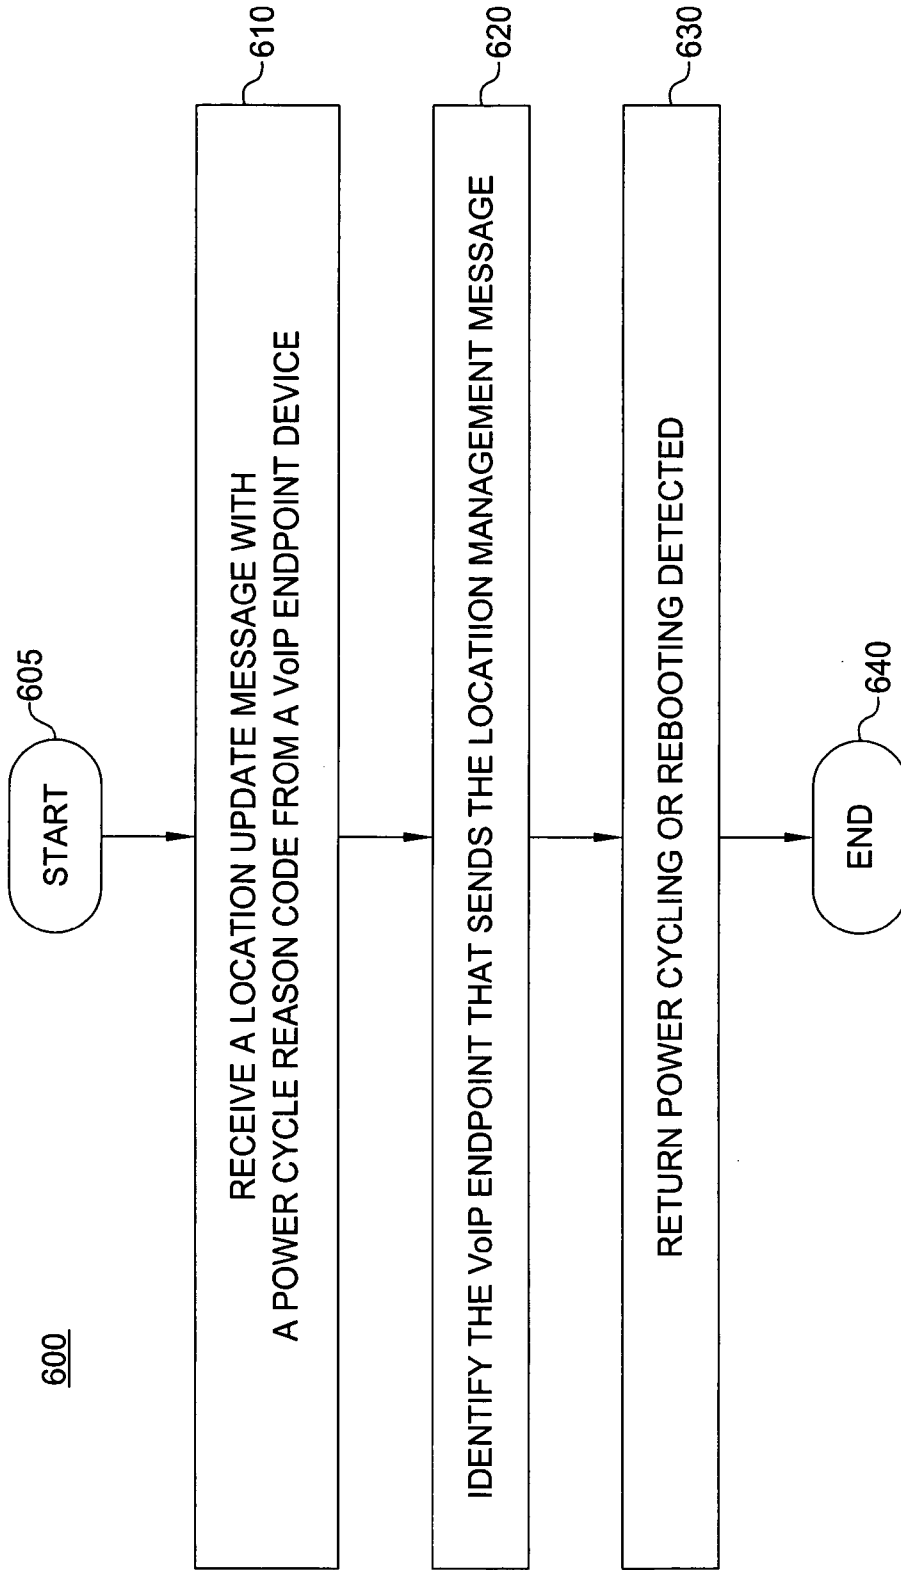 600
START
605
RECEIVE A LOCATION UPDATE MESSAGE WITH
A POWER CYCLE REASON CODE FROM A VoIP ENDPOINT DEVICE
610
IDENTIFY THE VoIP ENDPOINT THAT SENDS THE LOCATIION MANAGEMENT MESSAGE
620
RETURN POWER CYCLING OR REBOOTING DETECTED
630
END
640